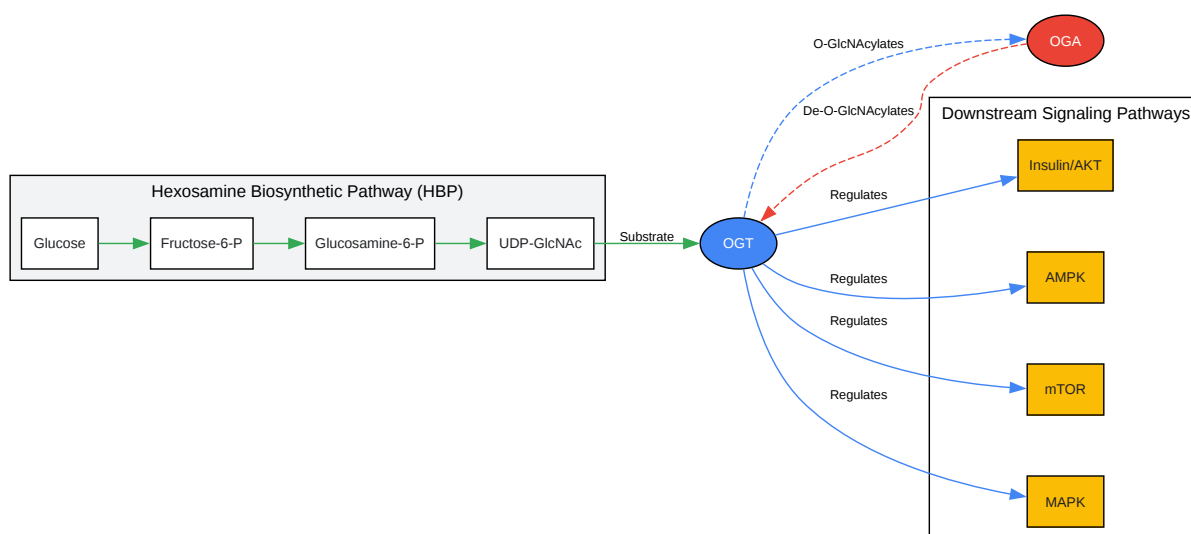 O-GlcNAcylates
OGA
De-O-GlcNAcylates
Downstream Signaling Pathways
Insulin/AKT
Hexosamine Biosynthetic Pathway (HBP)
Regulates
Glucose
Fructose-6-P
Glucosamine-6-P
UDP-GlcNAc
Substrate
OGT
Regulates
AMPK
Regulates
mTOR
Regulates
MAPK